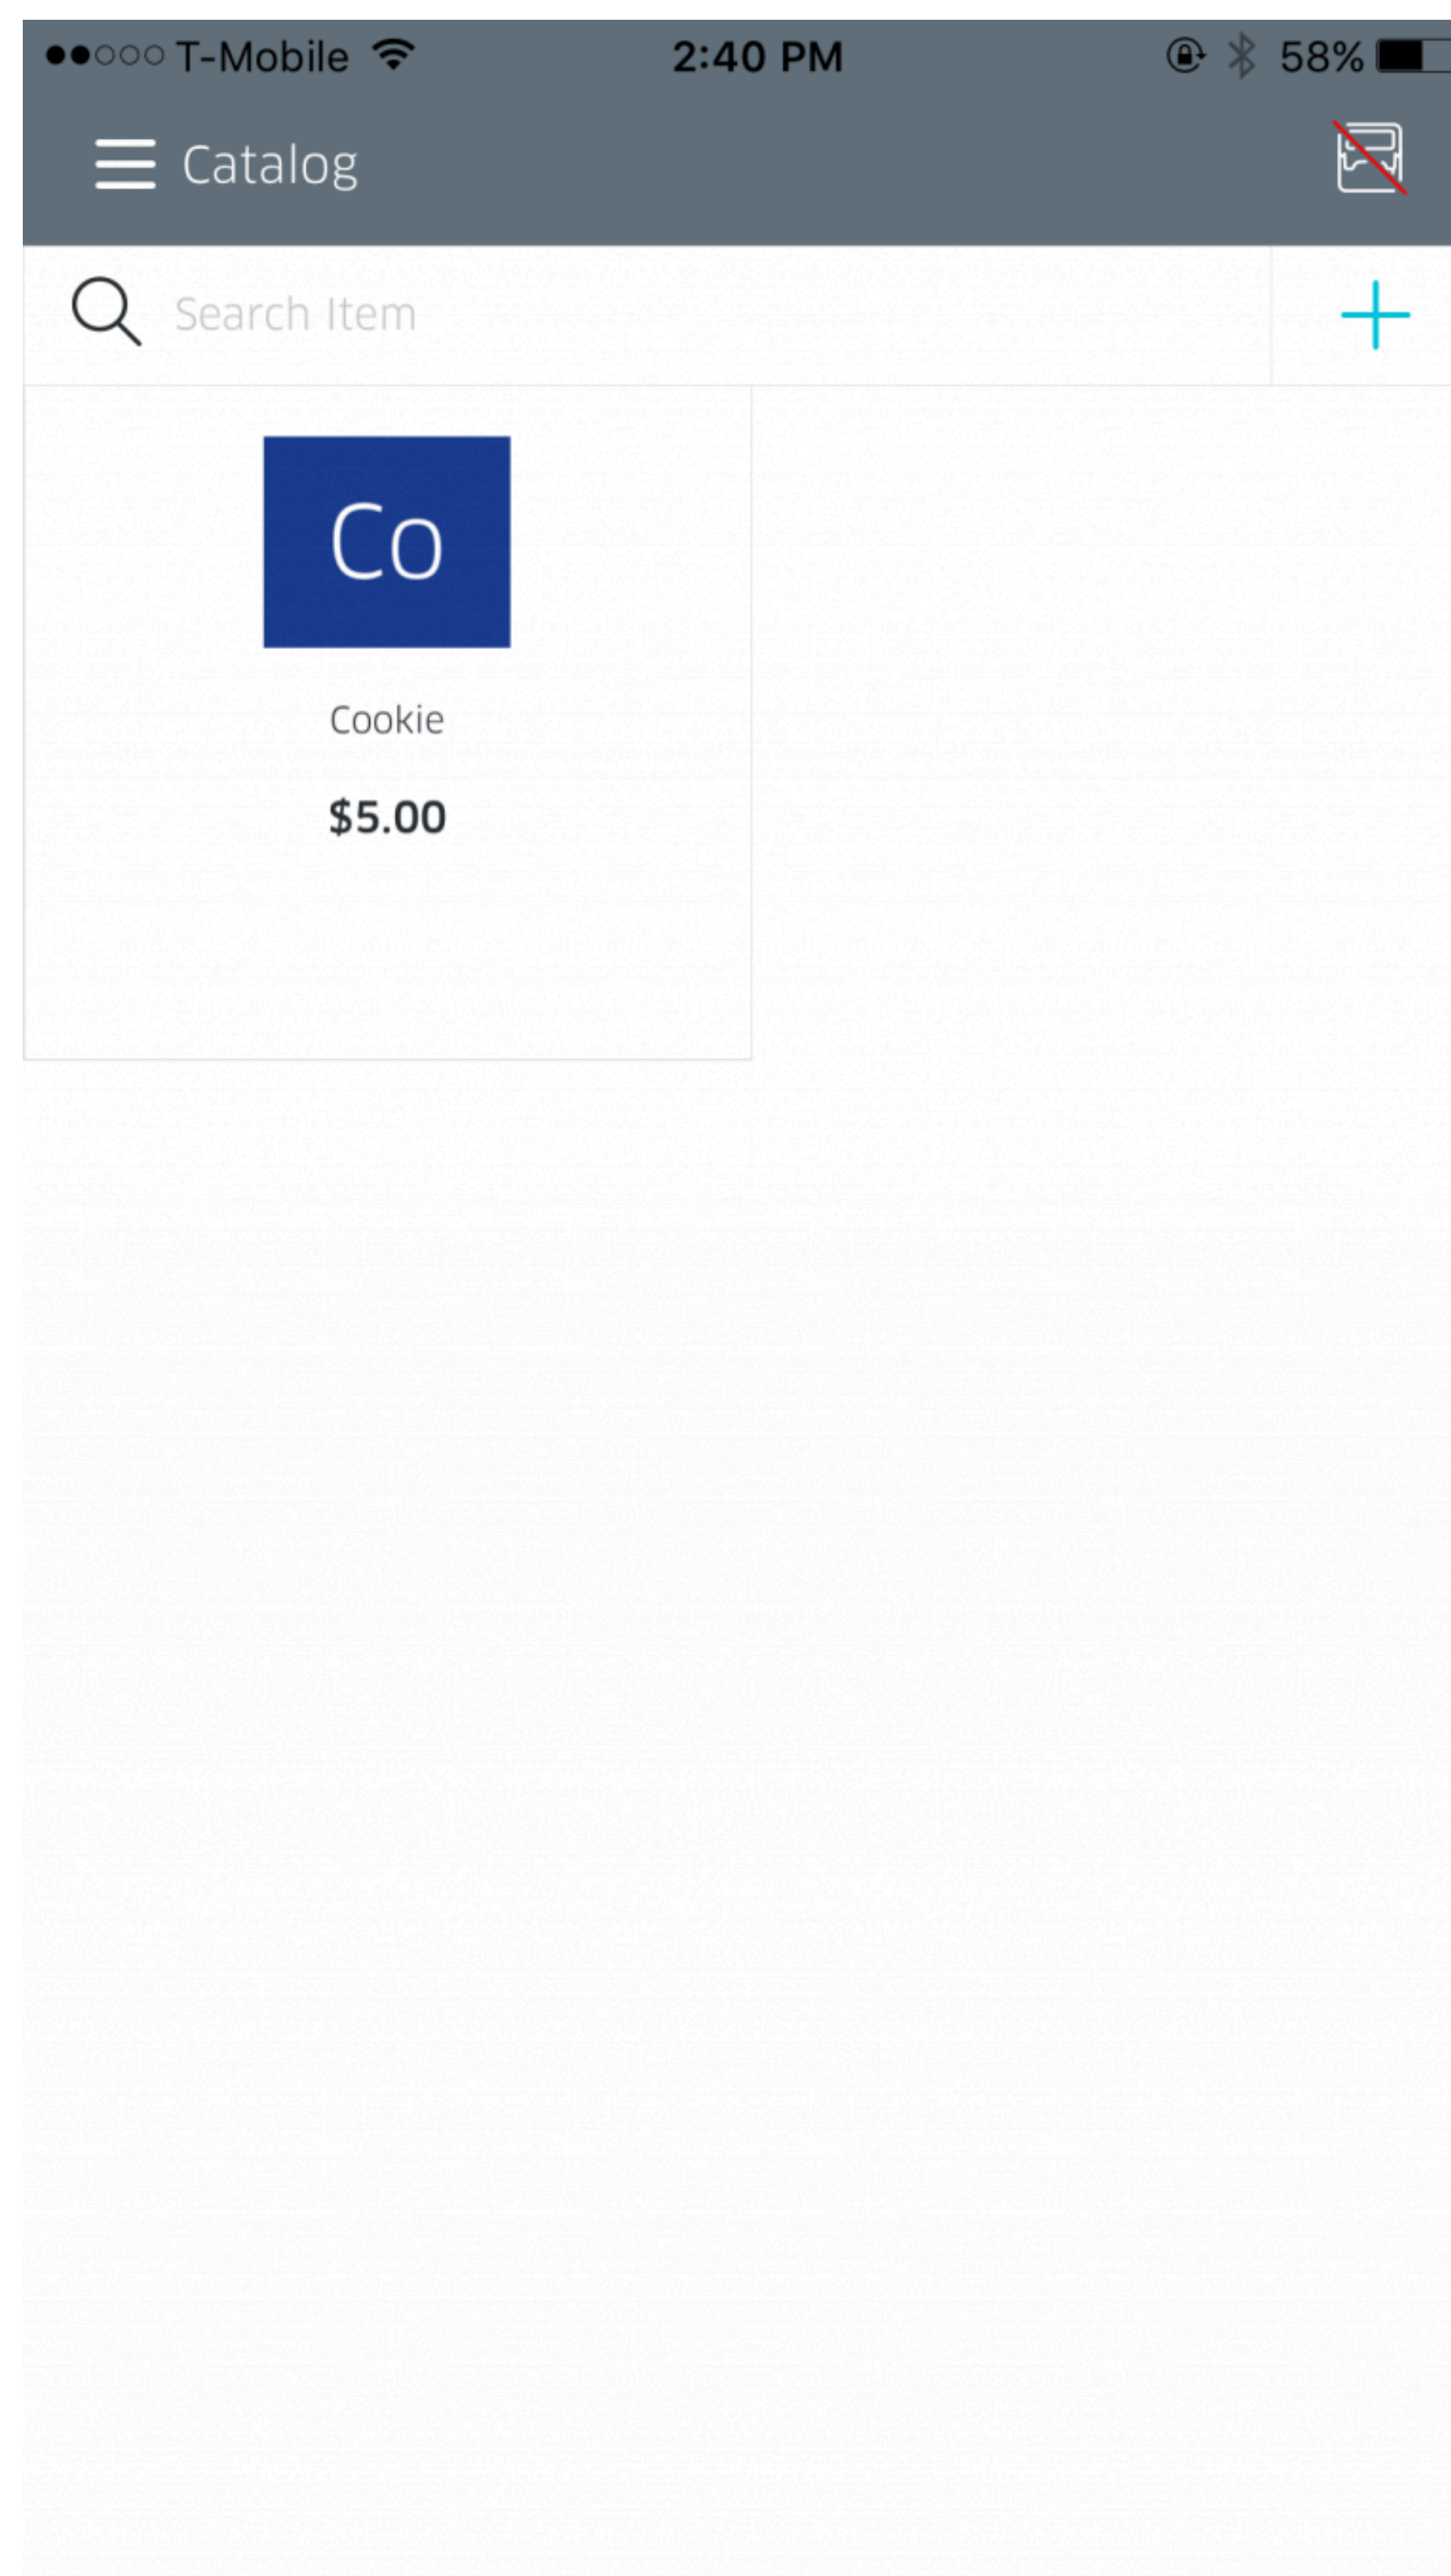 T-Mobile 2:40 PM 58%
Catalog
Search Item
Co
Cookie
$5.00